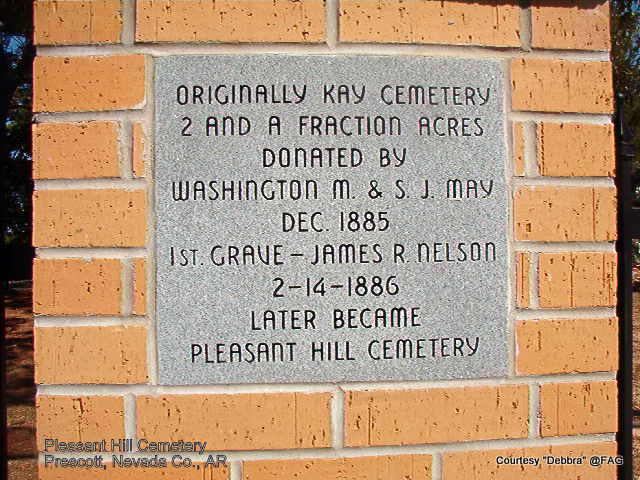 ORIGINALLY KAY CEMETERY
2 AND A FRACTION ACRES
DONATED BY
WASHINGTON M. & S. J. MAY
DEC. 1885
1ST. GRAVE - JAMES R. NELSON
2-14-1886
LATER BECAME
PLEASANT HILL CEMETERY
Pleasant Hill Cemetery
Prescott, Nevada Co., AR
Courtesy "Debbra" @FAG